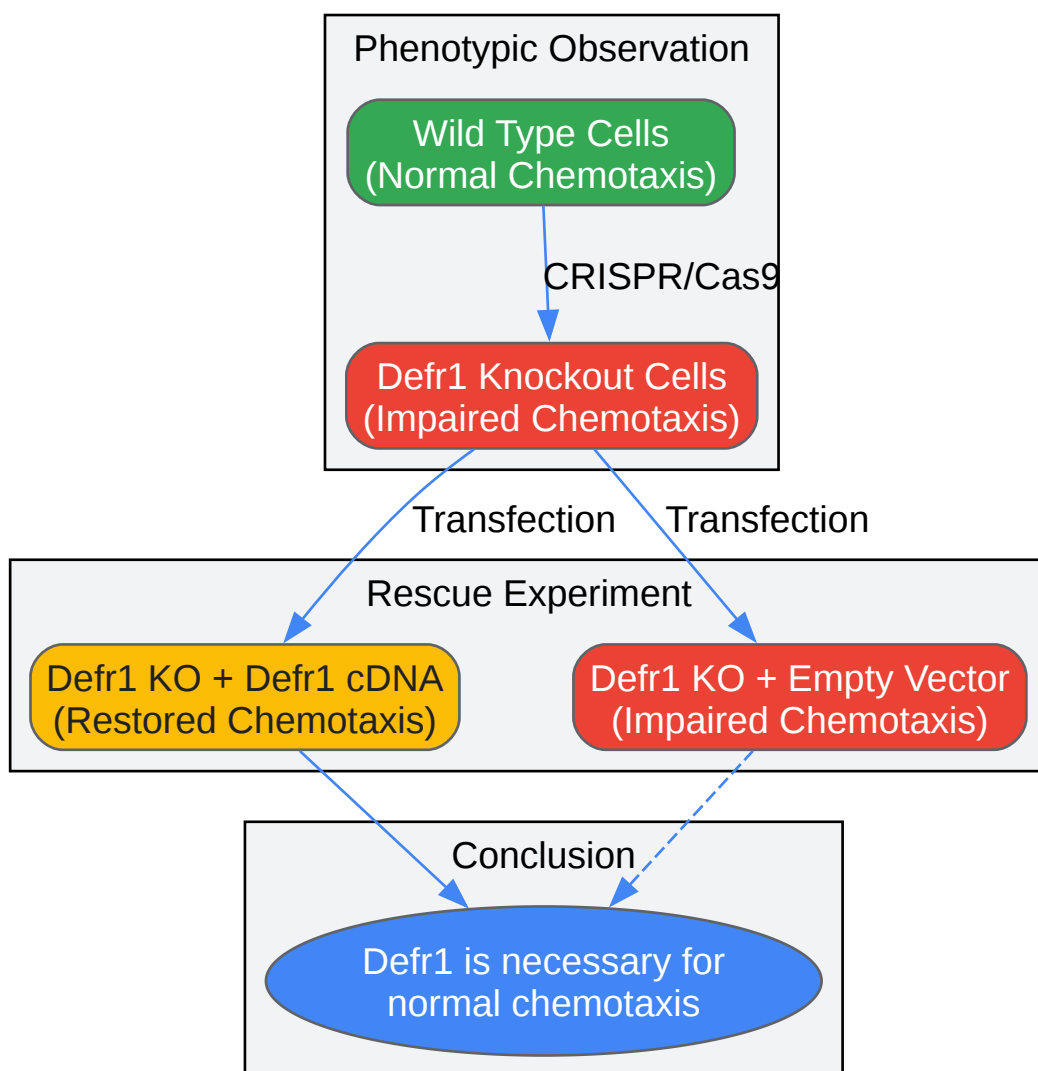 Phenotypic Observation
Wild Type Cells
(Normal Chemotaxis)
CRISPR/Cas9
Defr1 Knockout Cells
(Impaired Chemotaxis)
Transfection
Transfection
Rescue Experiment
Defr1 KO + Defr1 cDNA
(Restored Chemotaxis)
Defr1 KO + Empty Vector
(Impaired Chemotaxis)
Conclusion
Defr1 is necessary for
normal chemotaxis